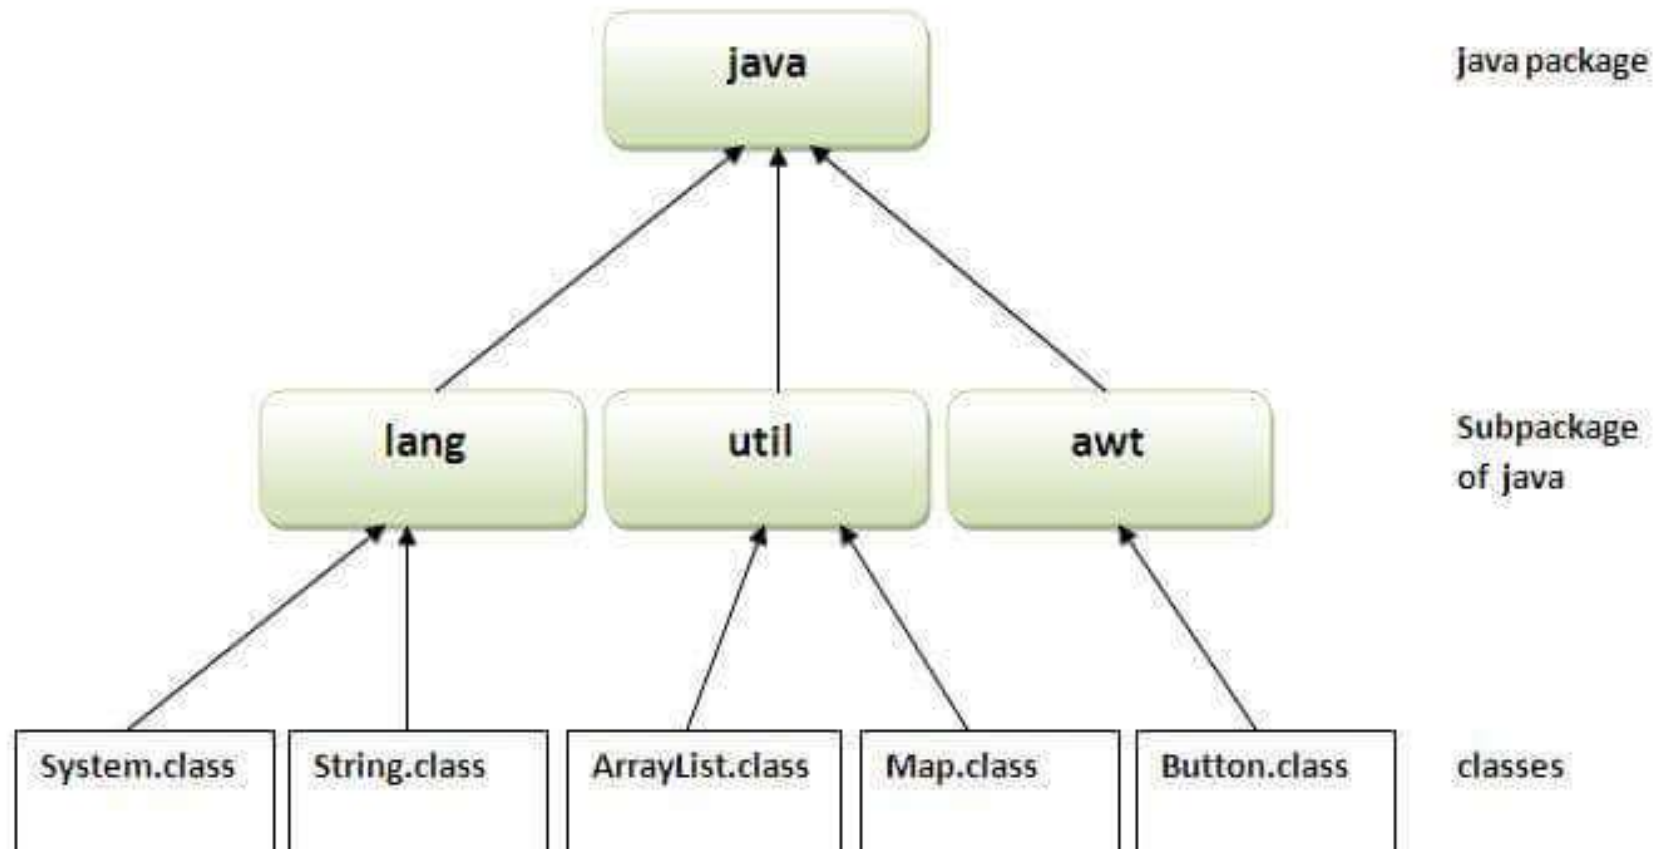 java
java package
lang
util
awt
Subpackage
of java
System.class
String.class
ArrayList.class
Map.class
Button.class
classes